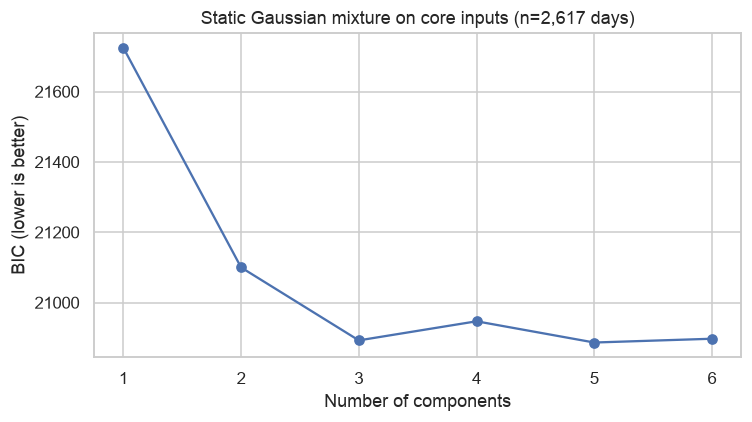 Static Gaussian mixture on core inputs (n=2,617 days)
BIC (lower is better)
21600
21400
21200
21000
1 2 3 4 5 6
Number of components